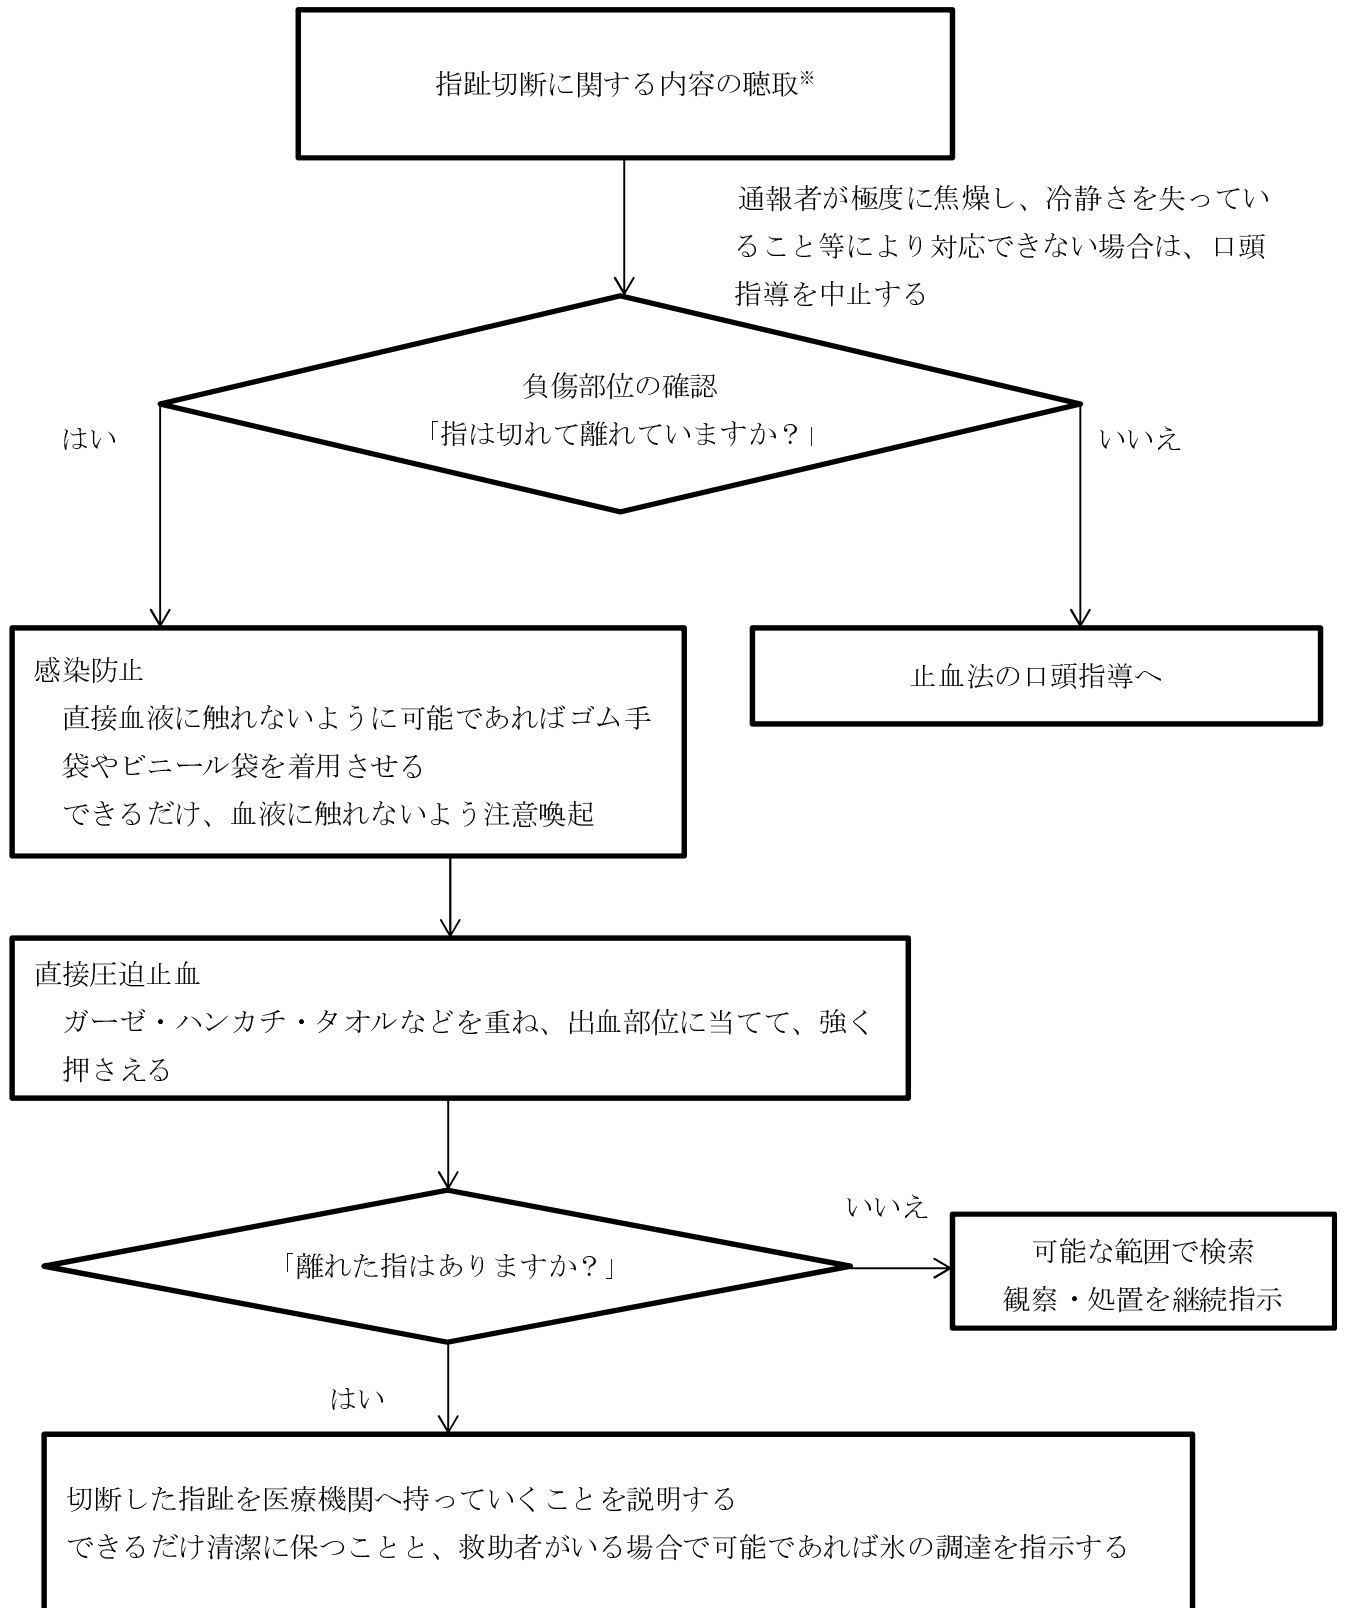 指趾切断に関する内容の聴取※
通報者が極度に焦燥し、冷静さを失ってい
ること等により対応できない場合は、口頭
指導を中止する
負傷部位の確認
「指は切れて離れていますか？」
はい
いいえ
感染防止
直接血液に触れないように可能であればゴム手
袋やビニール袋を着用させる
できるだけ、血液に触れないよう注意喚起
止血法の口頭指導へ
直接圧迫止血
ガーゼ・ハンカチ・タオルなどを重ね、出血部位に当てて、強く
押さえる
「離れた指はありますか？」
いいえ
可能な範囲で検索
観察・処置を継続指示
はい
切断した指趾を医療機関へ持っていくことを説明する
できるだけ清潔に保つことと、救助者がいる場合で可能であれば氷の調達を指示する